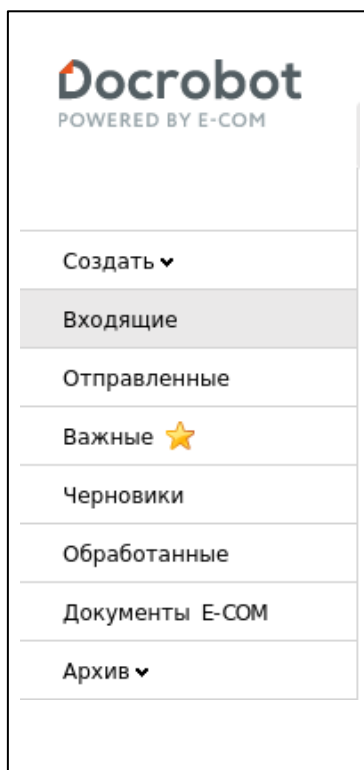 Docrobot
POWERED BY E-COM
Создать
Входящие
Отправленные
Важные
Черновики
Обработанные
Документы E-COM
Архив